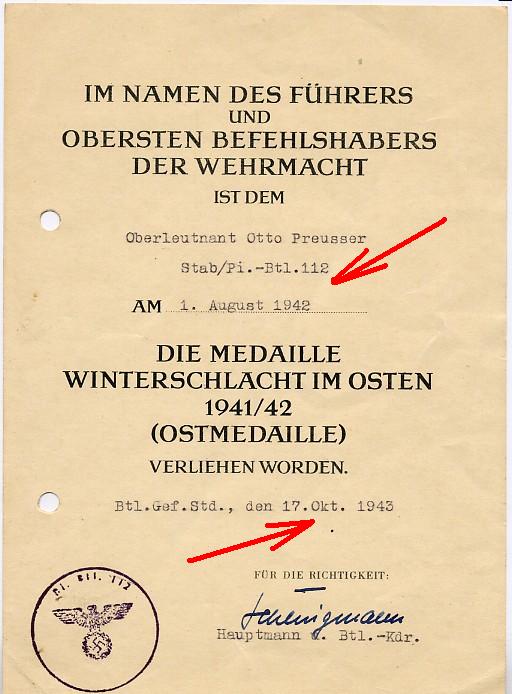 IM NAMEN DES FÜHRERS
UND
OBERSTEN BEFEHLSHABERS
DER WEHRMACHT
IST DEM
Oberleutnant Otto Preusser
Stab/Pi.-Btl.112
AM 1. August 1942
DIE MEDAILLE
WINTERSCHLACHT IM OSTEN
1941/42
(OSTMEDAILLE)
VERLIEHEN WORDEN.
Btl.Gef.Std., den 17.Okt. 1943
FÜR DIE RICHTIGKEIT:
Hauptmann u. Btl.-Kdr.
Pi. Btl. 112